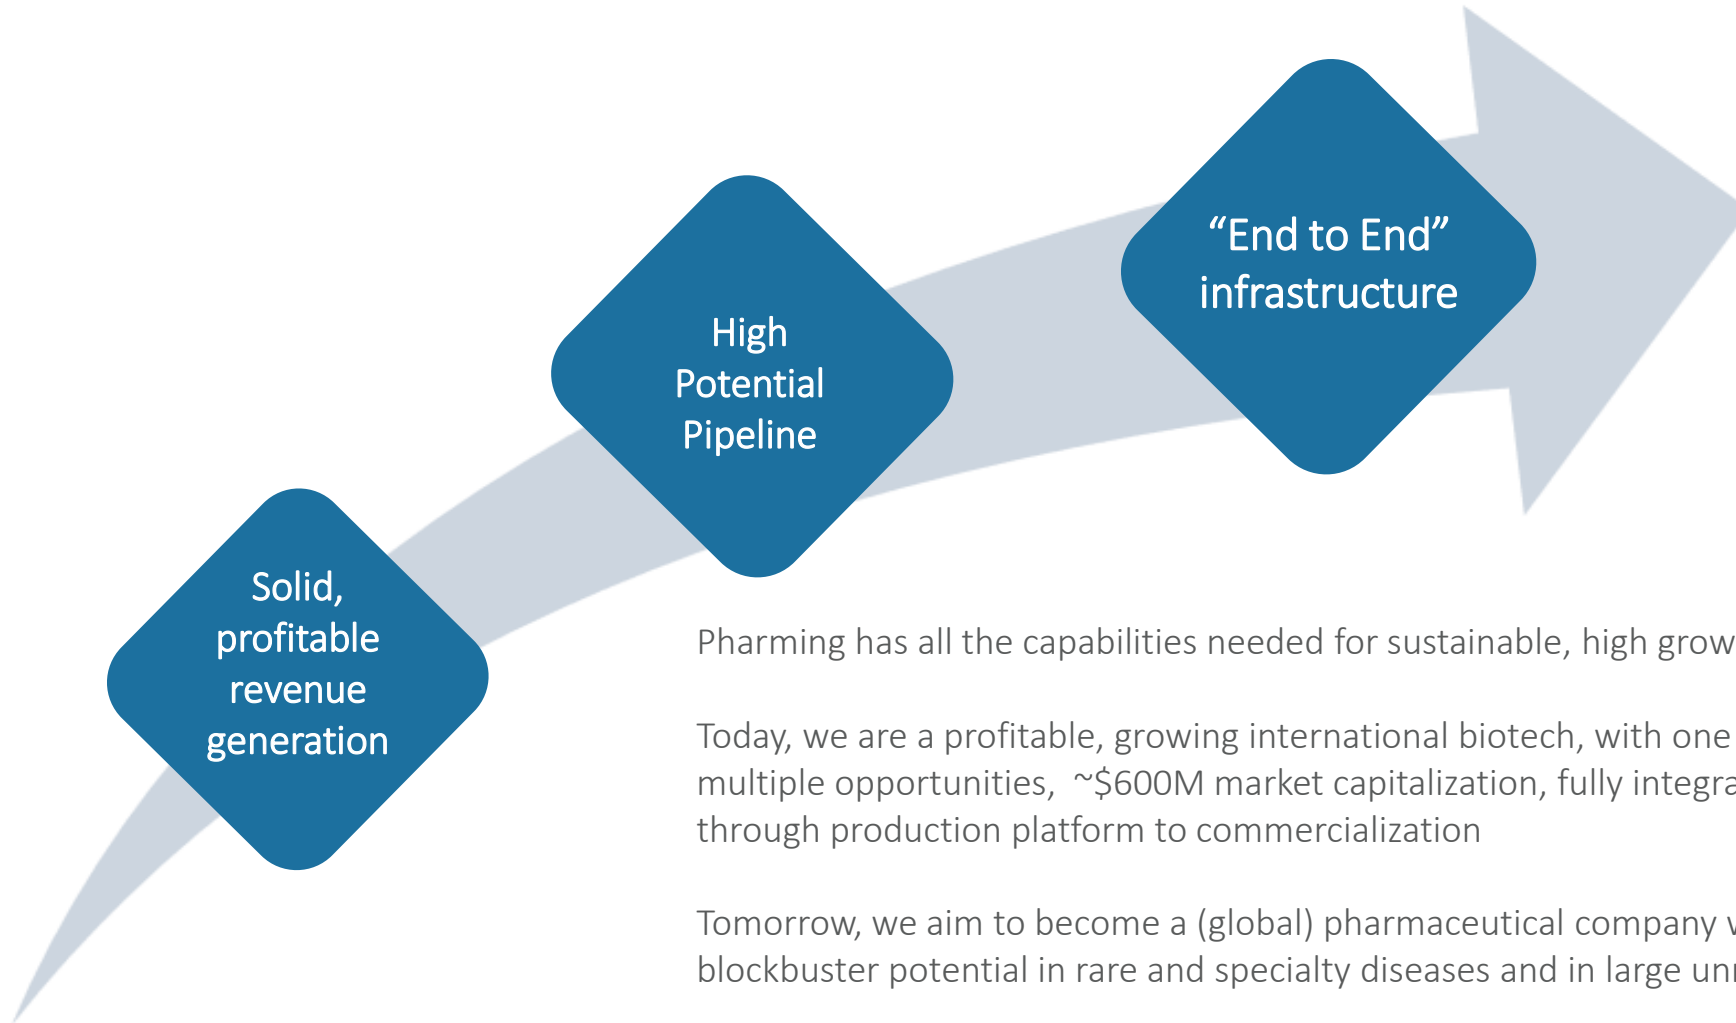 “End to End”
infrastructure
High
Potential
Pipeline
Solid,
profitable
revenue
generation
Pharming has all the capabilities needed for sustainable, high
Today, we are a profitable, growing international biotech, with one
multiple opportunities, ~$600M market capitalization, fully
through production platform to commercialization
Tomorrow, we aim to become a (global) pharmaceutical company
blockbuster potential in rare and specialty diseases and in large